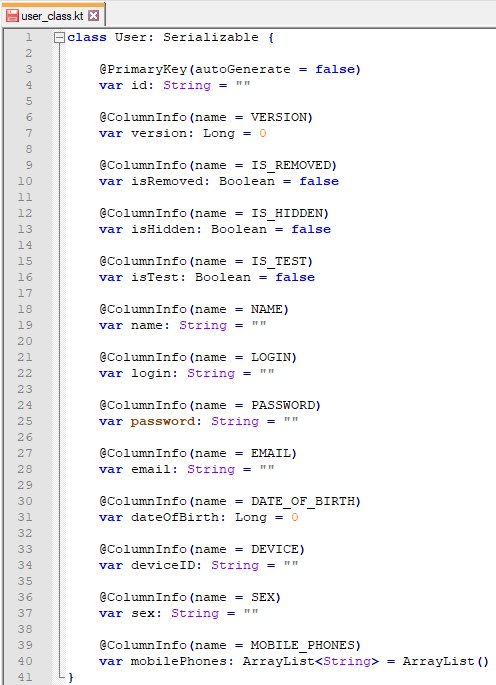 user_class.kt
1 class User: Serializable {
2
3     @PrimaryKey(autoGenerate = false)
4     var id: String = ""
5
6     @ColumnInfo(name = VERSION)
7     var version: Long = 0
8
9     @ColumnInfo(name = IS_REMOVED)
10     var isRemoved: Boolean = false
11
12     @ColumnInfo(name = IS_HIDDEN)
13     var isHidden: Boolean = false
14
15     @ColumnInfo(name = IS_TEST)
16     var isTest: Boolean = false
17
18     @ColumnInfo(name = NAME)
19     var name: String = ""
20
21     @ColumnInfo(name = LOGIN)
22     var login: String = ""
23
24     @ColumnInfo(name = PASSWORD)
25     var password: String = ""
26
27     @ColumnInfo(name = EMAIL)
28     var email: String = ""
29
30     @ColumnInfo(name = DATE_OF_BIRTH)
31     var dateOfBirth: Long = 0
32
33     @ColumnInfo(name = DEVICE)
34     var deviceID: String = ""
35
36     @ColumnInfo(name = SEX)
37     var sex: String = ""
38
39     @ColumnInfo(name = MOBILE_PHONES)
40     var mobilePhones: ArrayList<String> = ArrayList()
41 }